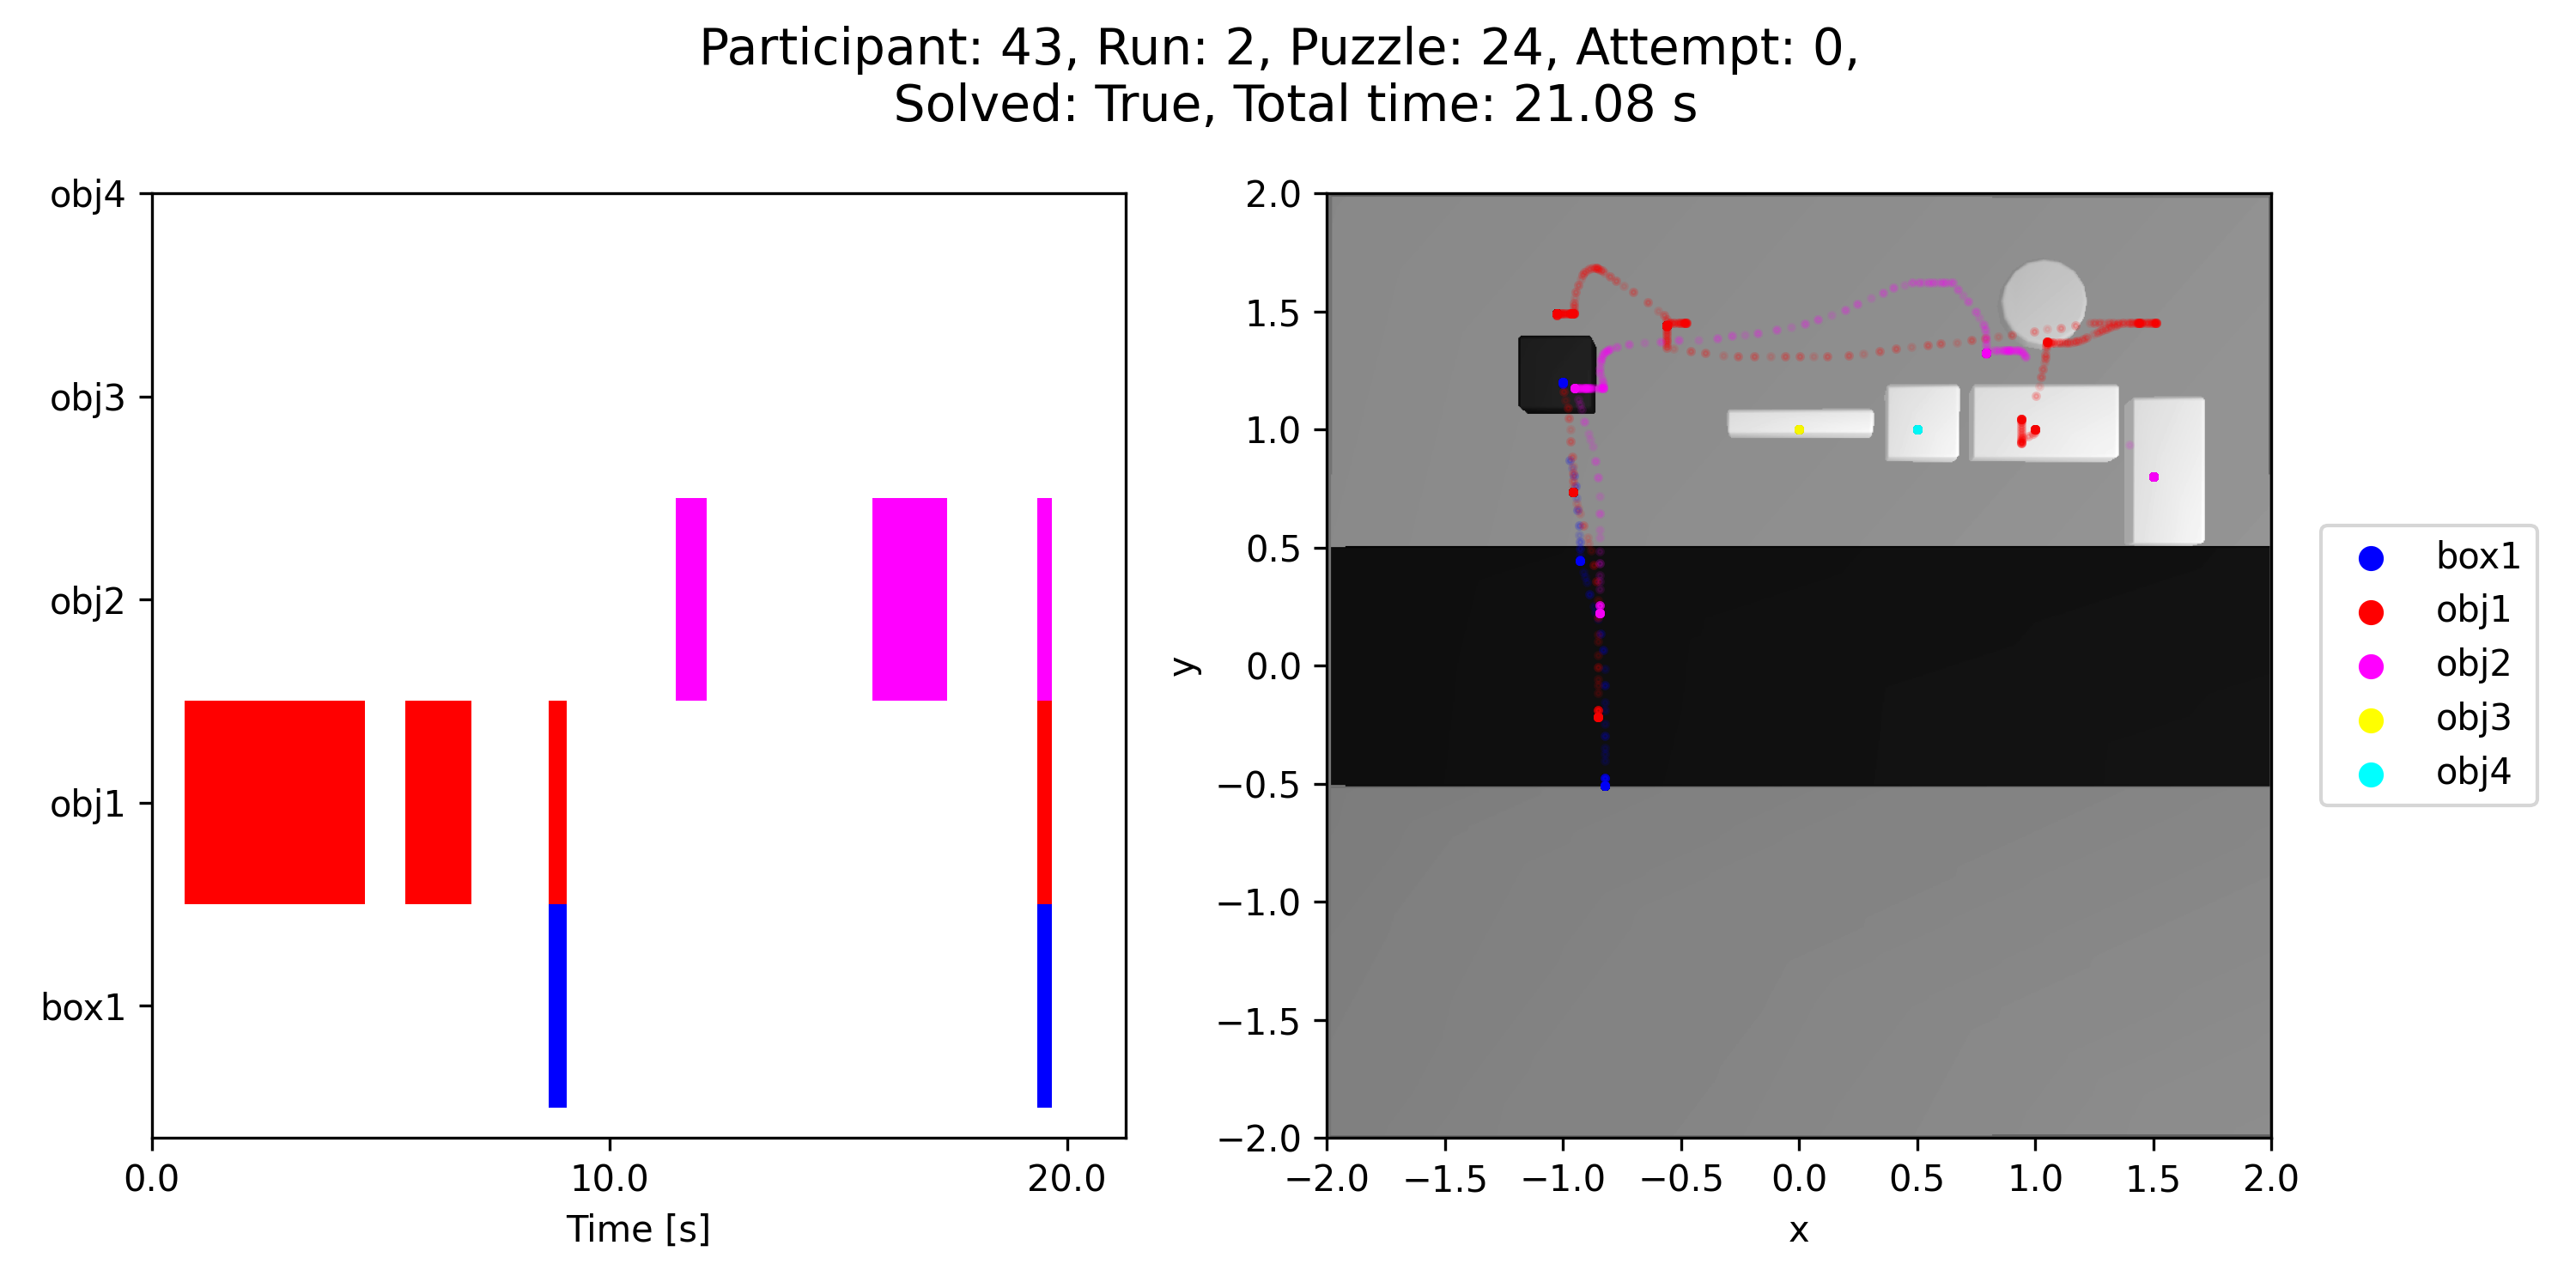 Participant: 43, Run: 2, Puzzle: 24, Attempt: 0,
Solved: True, Total time: 21.08 s
obj4
obj3
obj2
obj1
box1
0.0
10.0
20.0
Time [s]
2.0
1.5
1.0
0.5
0.0
−0.5
−1.0
−1.5
−2.0
y
−2.0
−1.5
−1.0
−0.5
0.0
0.5
1.0
1.5
2.0
x
box1
obj1
obj2
obj3
obj4